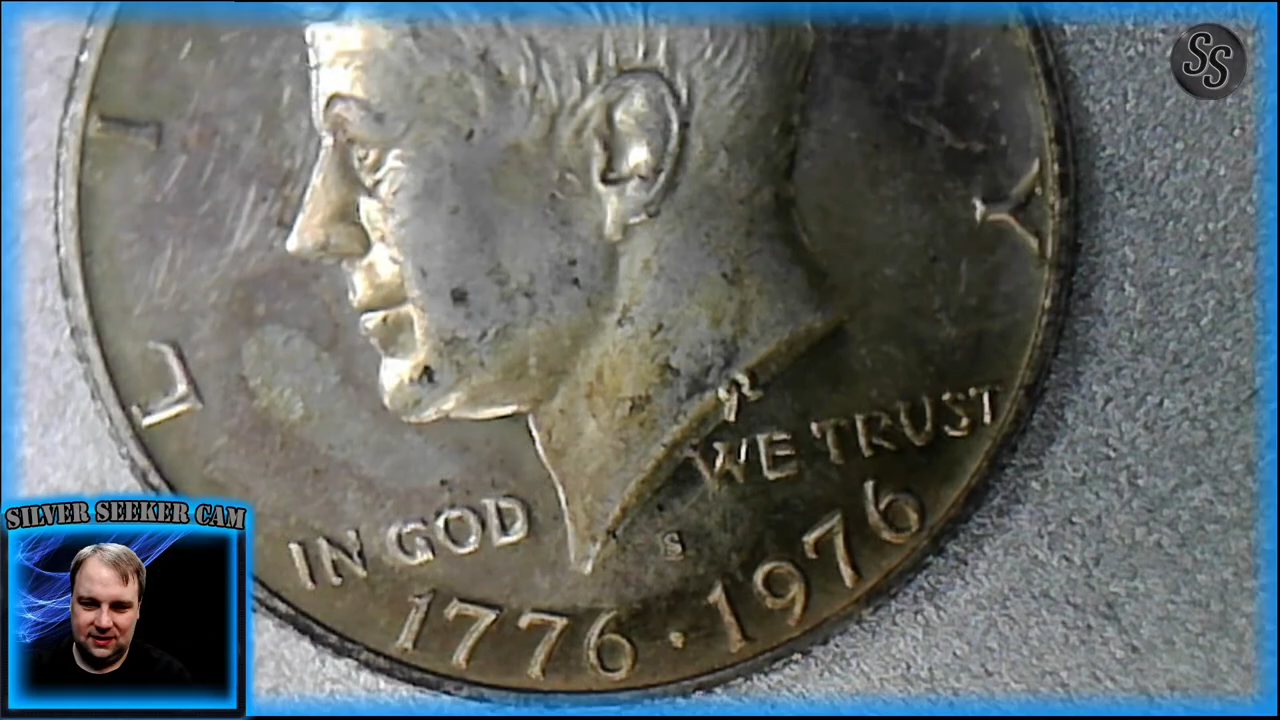 SS
L I Y
IN GOD WE TRUST
S
1776 · 1976
SILVER SEEKER CAM